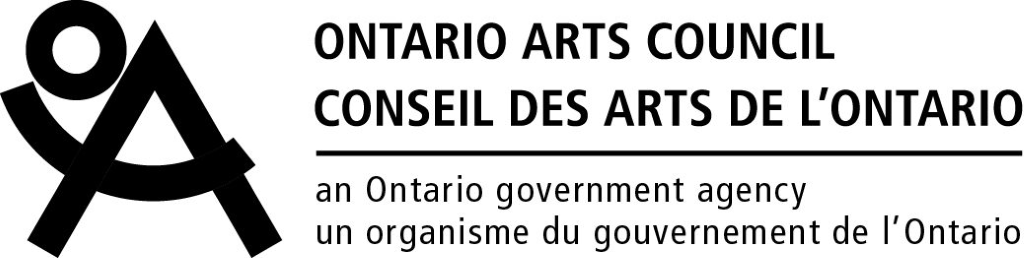 ONTARIO ARTS COUNCIL
CONSEIL DES ARTS DE L’ONTARIO
an Ontario government agency
un organisme du gouvernement de l’Ontario